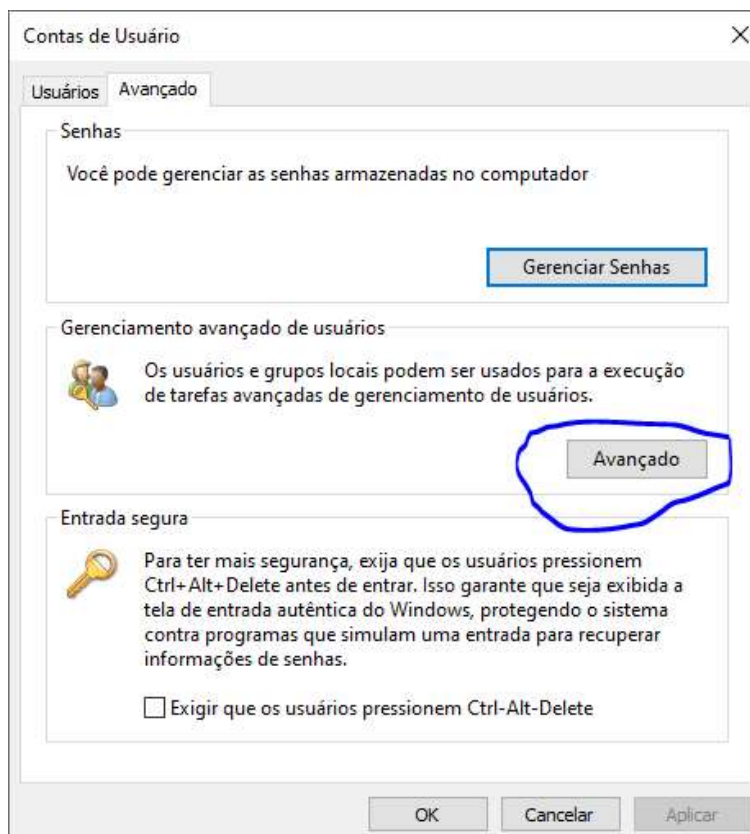 Contas de Usuário
Usuários
Avançado
Senhas
Você pode gerenciar as senhas armazenadas no computador
Gerenciar Senhas
Gerenciamento avançado de usuários
Os usuários e grupos locais podem ser usados para a execução
de tarefas avançadas de gerenciamento de usuários.
Avançado
Entrada segura
Para ter mais segurança, exija que os usuários pressionem
Ctrl+Alt+Delete antes de entrar. Isso garante que seja exibida a
tela de entrada autêntica do Windows, protegendo o sistema
contra programas que simulam uma entrada para recuperar
informações de senhas.
Exigir que os usuários pressionem Ctrl-Alt-Delete
OK
Cancelar
Aplicar